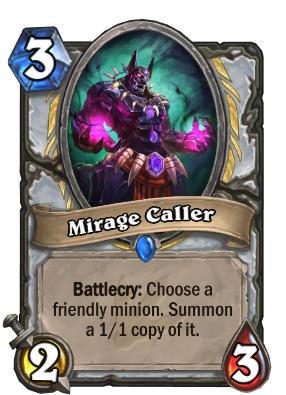 3
Mirage Caller
Battlecry: Choose a
friendly minion. Summon
a 1/1 copy of it.
2
3